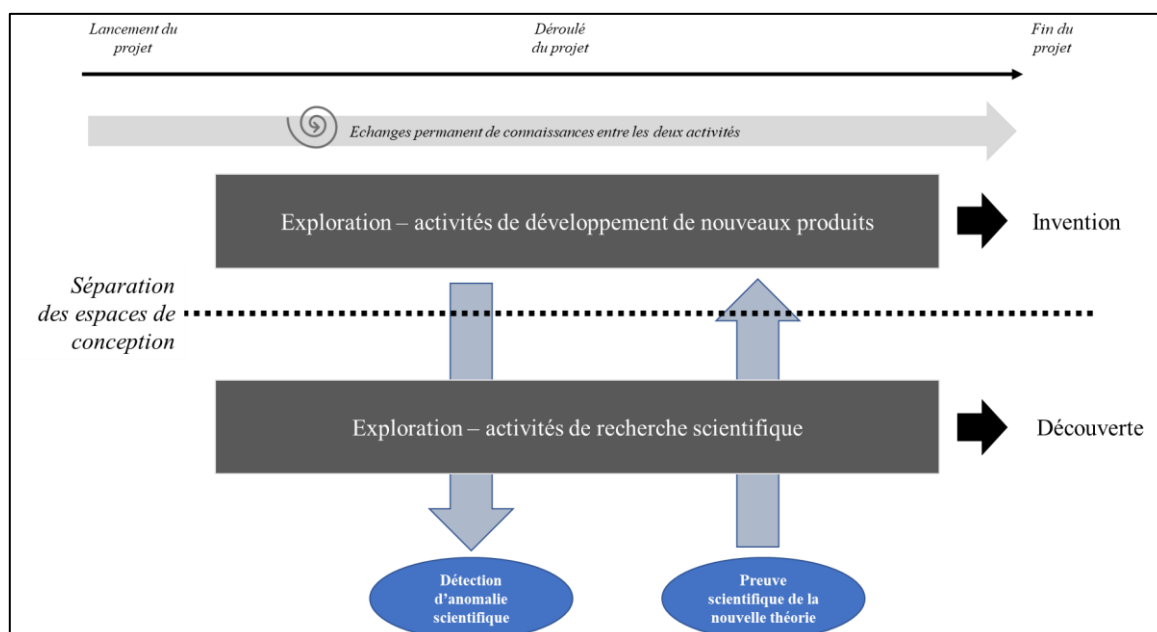 Lancement du
projet
Déroulé
du projet
Fin du
projet
Echanges permanent de connaissances entre les deux activités
Exploration – activités de développement de nouveaux produits
Invention
Séparation
des espaces de
conception
Exploration – activités de recherche scientifique
Découverte
Détection
d'anomalie
scientifique
Preuve
scientifique de la
nouvelle théorie